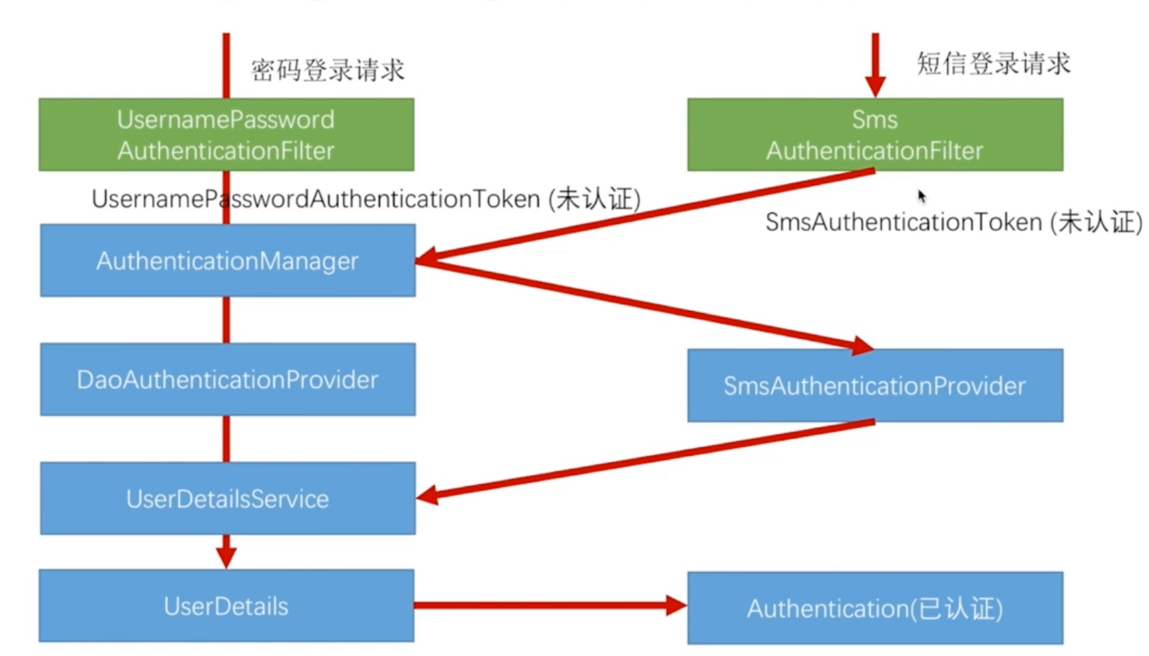 密码登录请求
短信登录请求
UsernamePassword
AuthenticationFilter
Sms
AuthenticationFilter
UsernamePasswordAuthenticationToken (未认证)
SmsAuthenticationToken (未认证)
AuthenticationManager
DaoAuthenticationProvider
SmsAuthenticationProvider
UserDetailsService
UserDetails
Authentication(已认证)